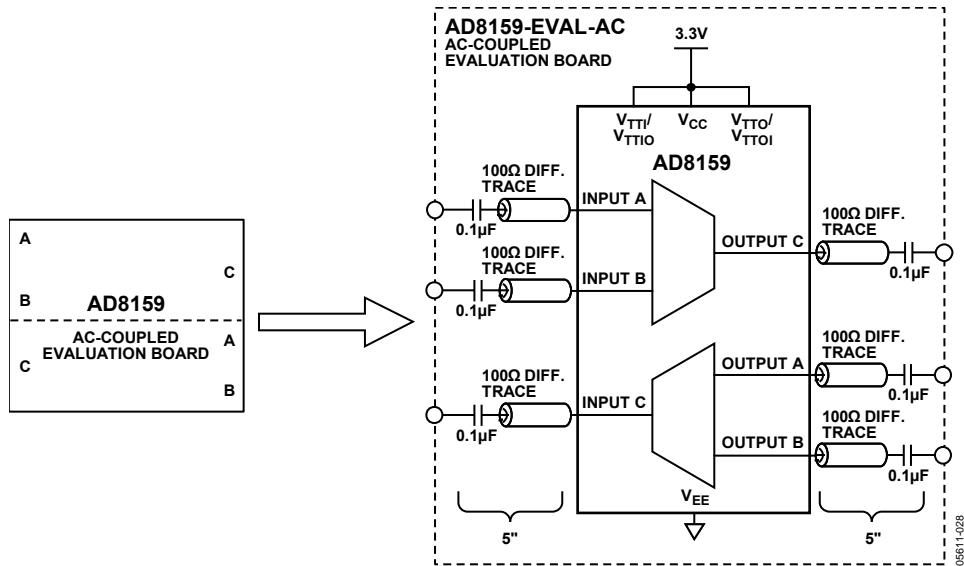 A
B
C
AD8159
AC-COUPLED
EVALUATION BOARD
C
A
B
AD8159-EVAL-AC
AC-COUPLED
EVALUATION BOARD
3.3V
VTTI/
VTTIO
VCC
VTTO/
VTTOI
AD8159
100Ω DIFF.
TRACE
0.1µF
INPUT A
100Ω DIFF.
TRACE
0.1µF
INPUT B
100Ω DIFF.
TRACE
0.1µF
INPUT C
OUTPUT C
100Ω DIFF.
TRACE
0.1µF
OUTPUT A
100Ω DIFF.
TRACE
0.1µF
OUTPUT B
100Ω DIFF.
TRACE
0.1µF
VEE
5"
5"
05611-028